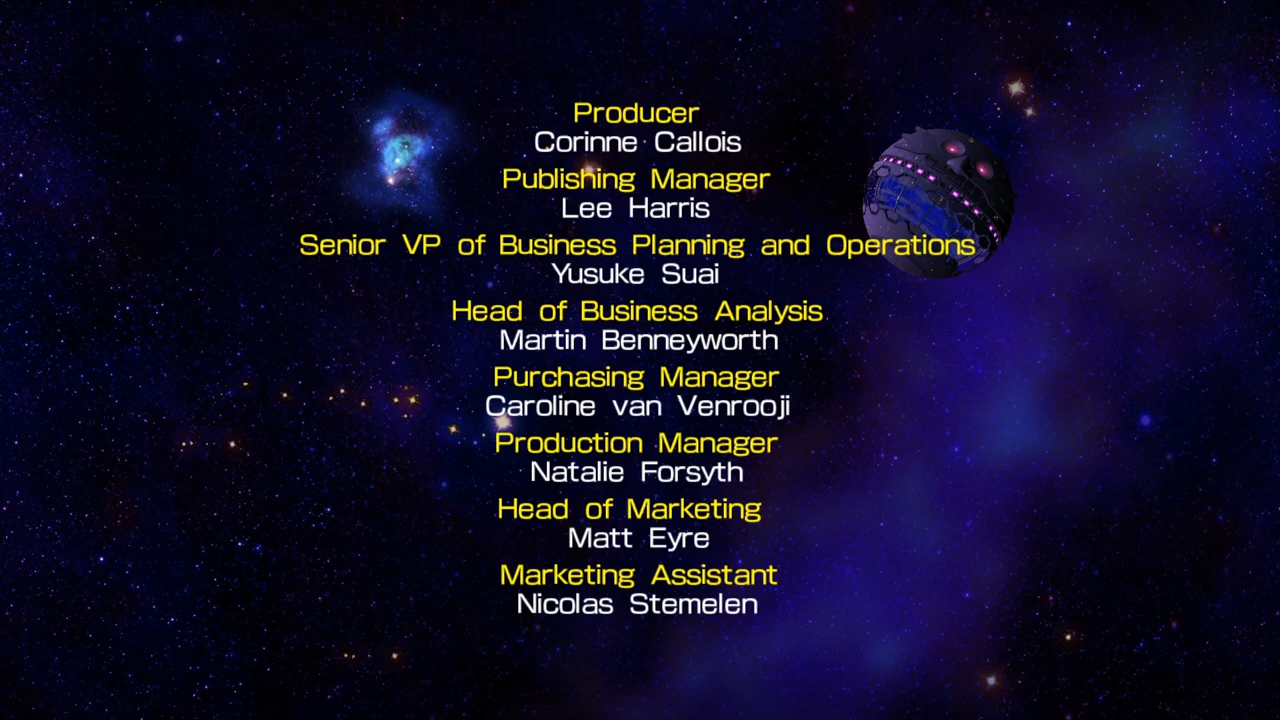 Producer
Corinne Callois
Publishing Manager
Lee Harris
Senior VP of Business Planning and Operations
Yusuke Suai
Head of Business Analysis
Martin Benneyworth
Purchasing Manager
Caroline van Venrooji
Production Manager
Natalie Forsyth
Head of Marketing
Matt Eyre
Marketing Assistant
Nicolas Stemelen